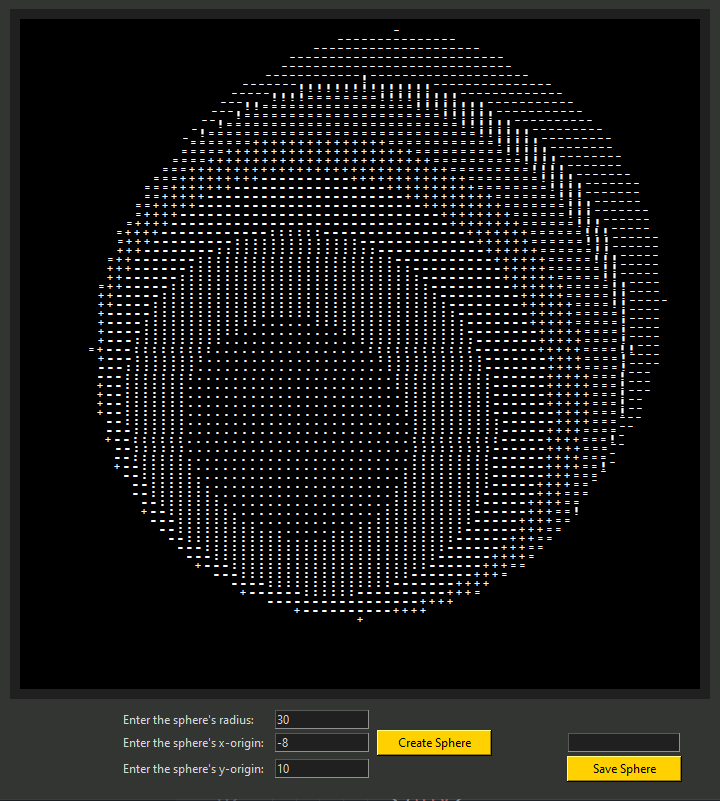 Enter the sphere's radius: 30
Enter the sphere's x-origin: -8 Create Sphere
Enter the sphere's y-origin: 10 Save Sphere